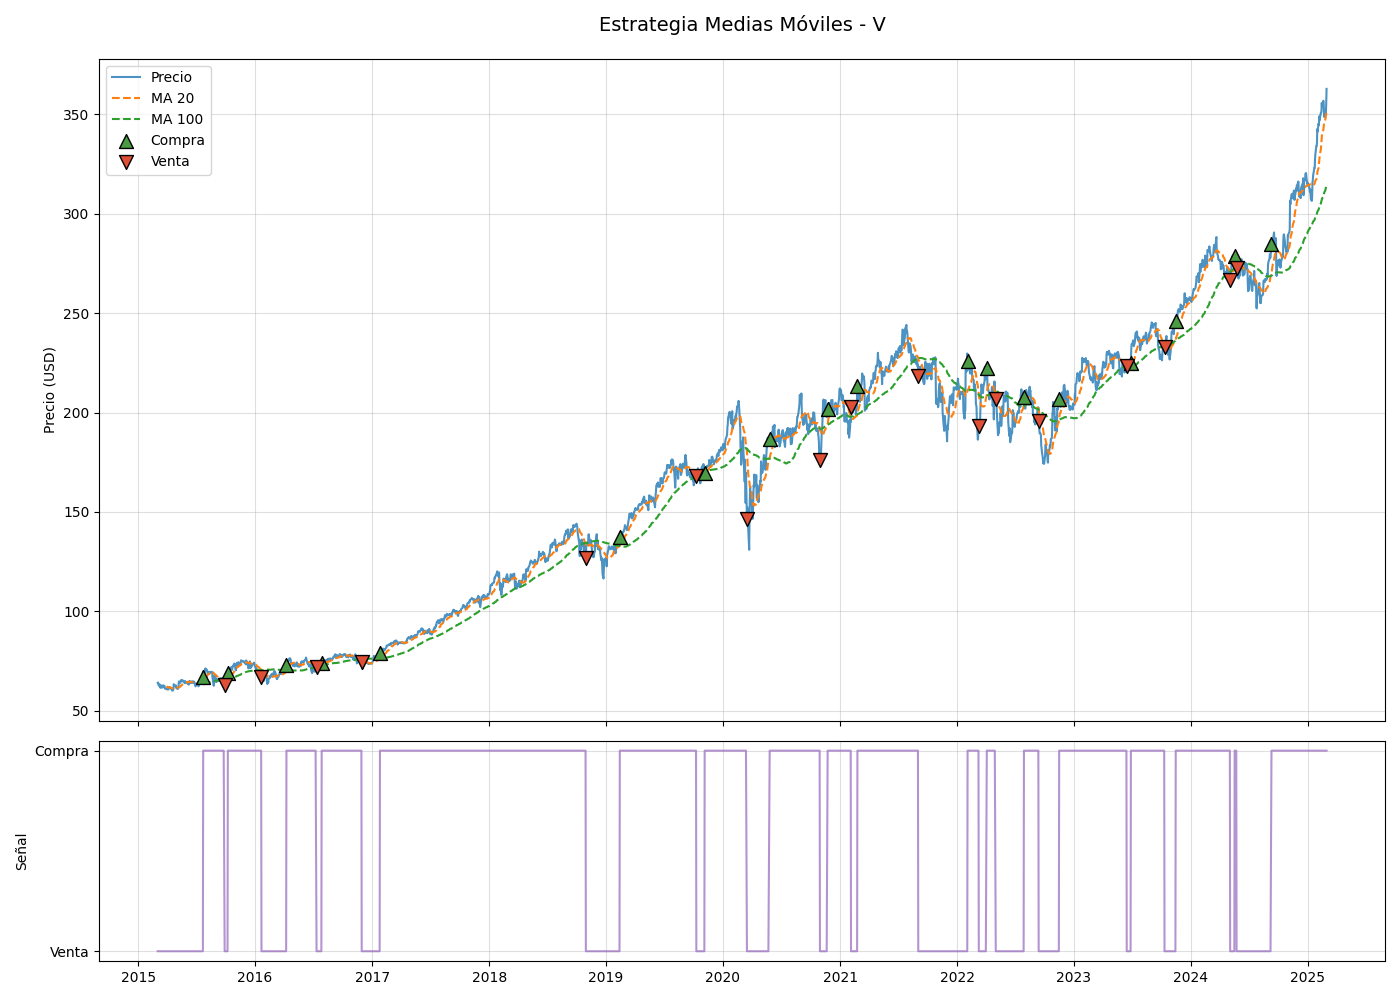 Estrategia Medias Móviles - V
Precio
MA 20
MA 100
Compra
Venta
Precio (USD)
350
300
250
200
150
100
50
Señal
Compra
Venta
2015 2016 2017 2018 2019 2020 2021 2022 2023 2024 2025